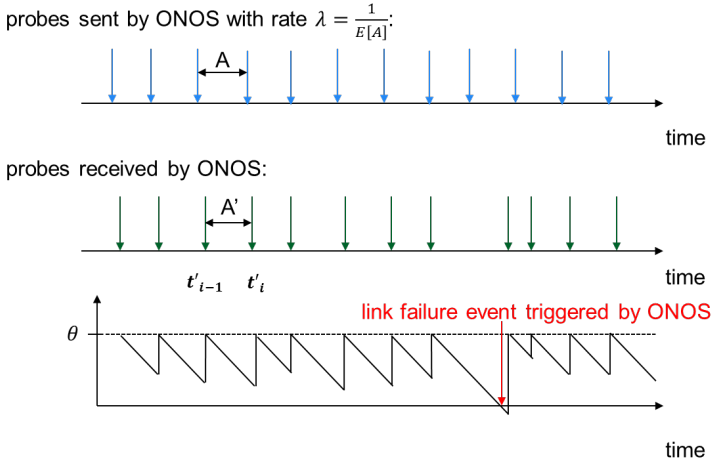 probes sent by ONOS with rate λ = 1/E[A]:
A
time
probes received by ONOS:
A’
t′i−1 t′i
time
link failure event triggered by ONOS
θ
time